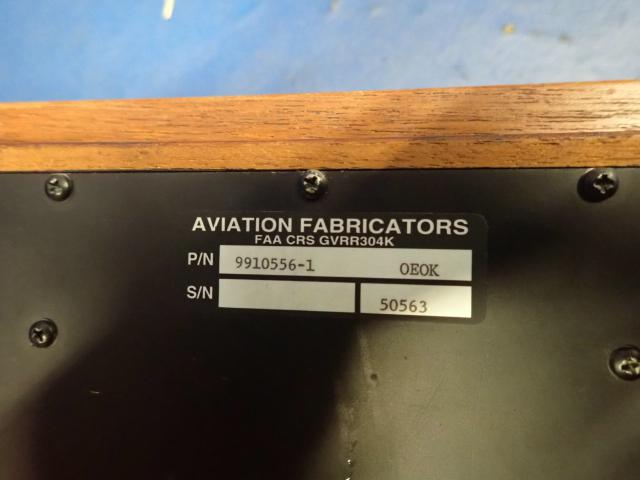 AVIATION FABRICATORS
FAA CRS GVRR304K
P/N 9910556-1 OEOK
S/N 50563